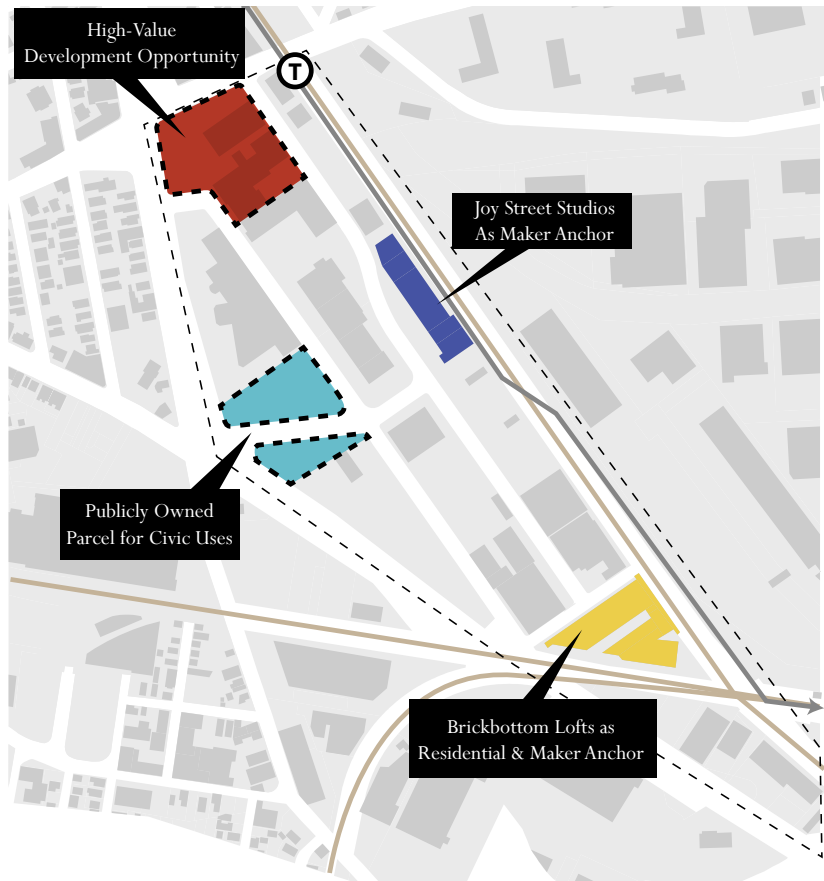 High-Value
Development Opportunity
T
Joy Street Studios
As Maker Anchor
Publicly Owned
Parcel for Civic Uses
Brickbottom Lofts as
Residential & Maker Anchor